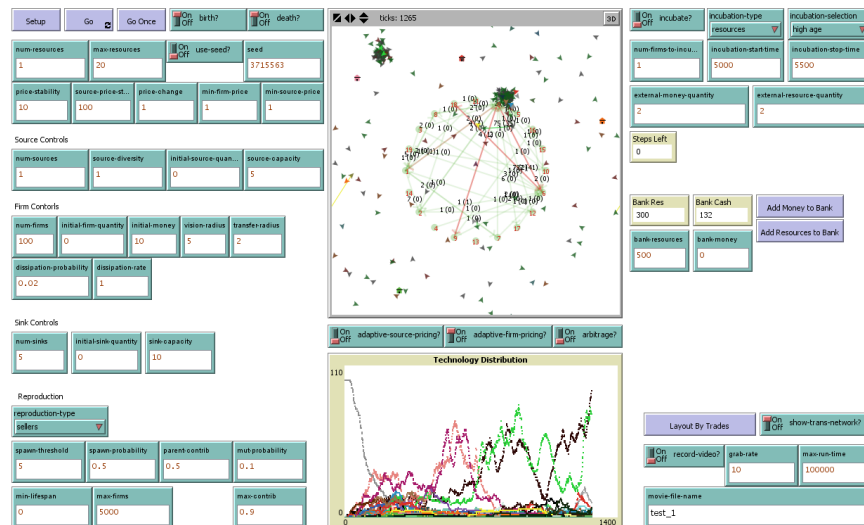 Setup
Go
Go Once
On
Off
birth?
On
Off
death?
num-resources
1
max-resources
20
On
Off
use-seed?
seed
3715563
price-stability
10
source-price-st...
100
price-change
1
min-firm-price
1
min-source-price
1
Source Controls
num-sources
1
source-diversity
1
initial-source-quan...
0
source-capacity
5
Firm Contorls
num-firms
100
initial-firm-quantity
0
initial-money
10
vision-radius
5
transfer-radius
2
dissipation-probability
0.02
dissipation-rate
1
Sink Controls
num-sinks
5
initial-sink-quantity
0
sink-capacity
10
Reproduction
reproduction-type
sellers
spawn-threshold
5
spawn-probability
0.5
parent-contrib
0.5
mut-probability
0.1
min-lifespan
0
max-firms
5000
max-contrib
0.9
ticks: 1265
3D
On
Off
adaptive-source-pricing?
On
Off
adaptive-firm-pricing?
On
Off
arbitrage?
Technology Distribution
110
0
0
1400
On
Off
incubate?
incubation-type
resources
incubation-selection
high age
num-firms-to-incu...
1
incubation-start-time
5000
incubation-stop-time
5500
external-money-quantity
2
external-resource-quantity
2
Steps Left
0
Bank Res
300
Bank Cash
132
Add Money to Bank
Add Resources to Bank
bank-resources
500
bank-money
0
Layout By Trades
On
Off
show-trans-network?
On
Off
record-video?
grab-rate
10
max-run-time
100000
movie-file-name
test_1